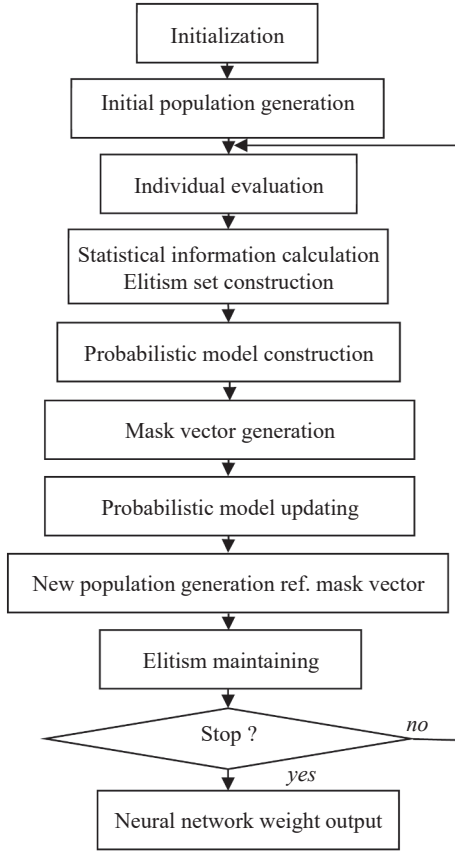 Initialization
Initial population generation
Individual evaluation
Statistical information calculation
Elitism set construction
Probabilistic model construction
Mask vector generation
Probabilistic model updating
New population generation ref. mask vector
Elitism maintaining
Stop ?
no
yes
Neural network weight output